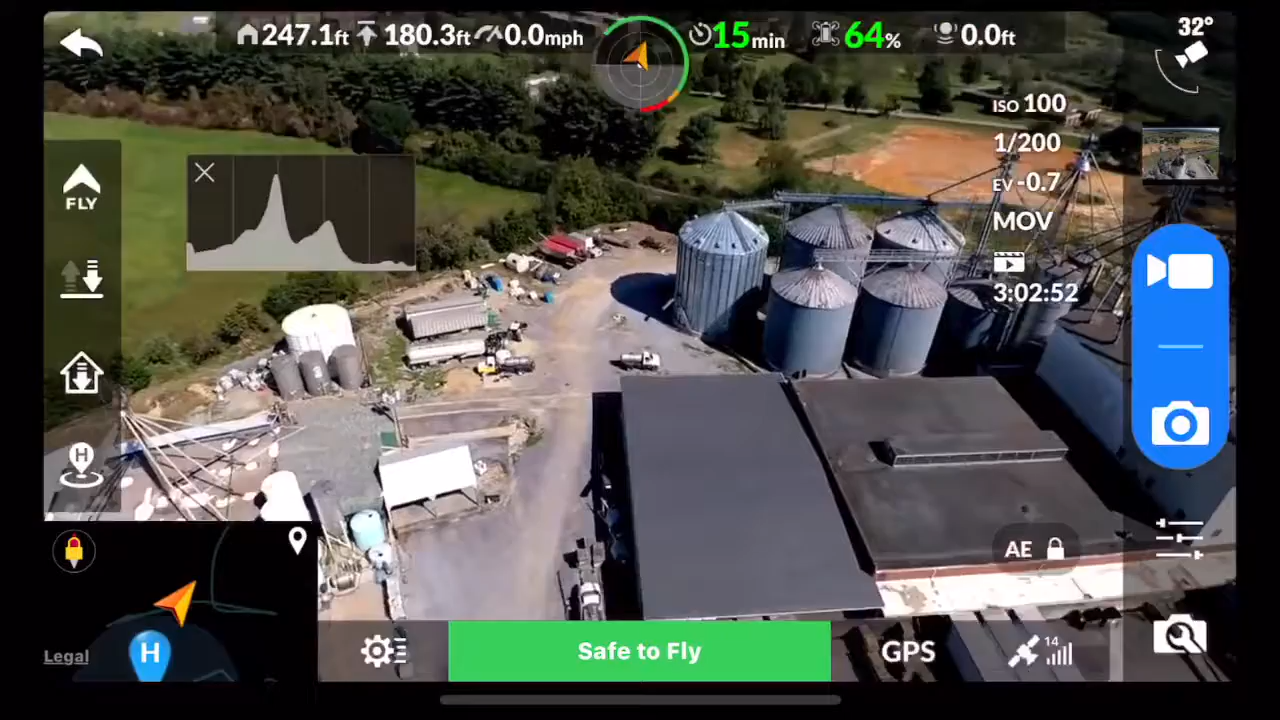 247.1ft 180.3ft 0.0mph 15min 64% 0.0ft
32°
ISO 100
1/200
EV -0.7
MOV
3:02:52
FLY
H
AE
H
Legal
Safe to Fly
GPS
14